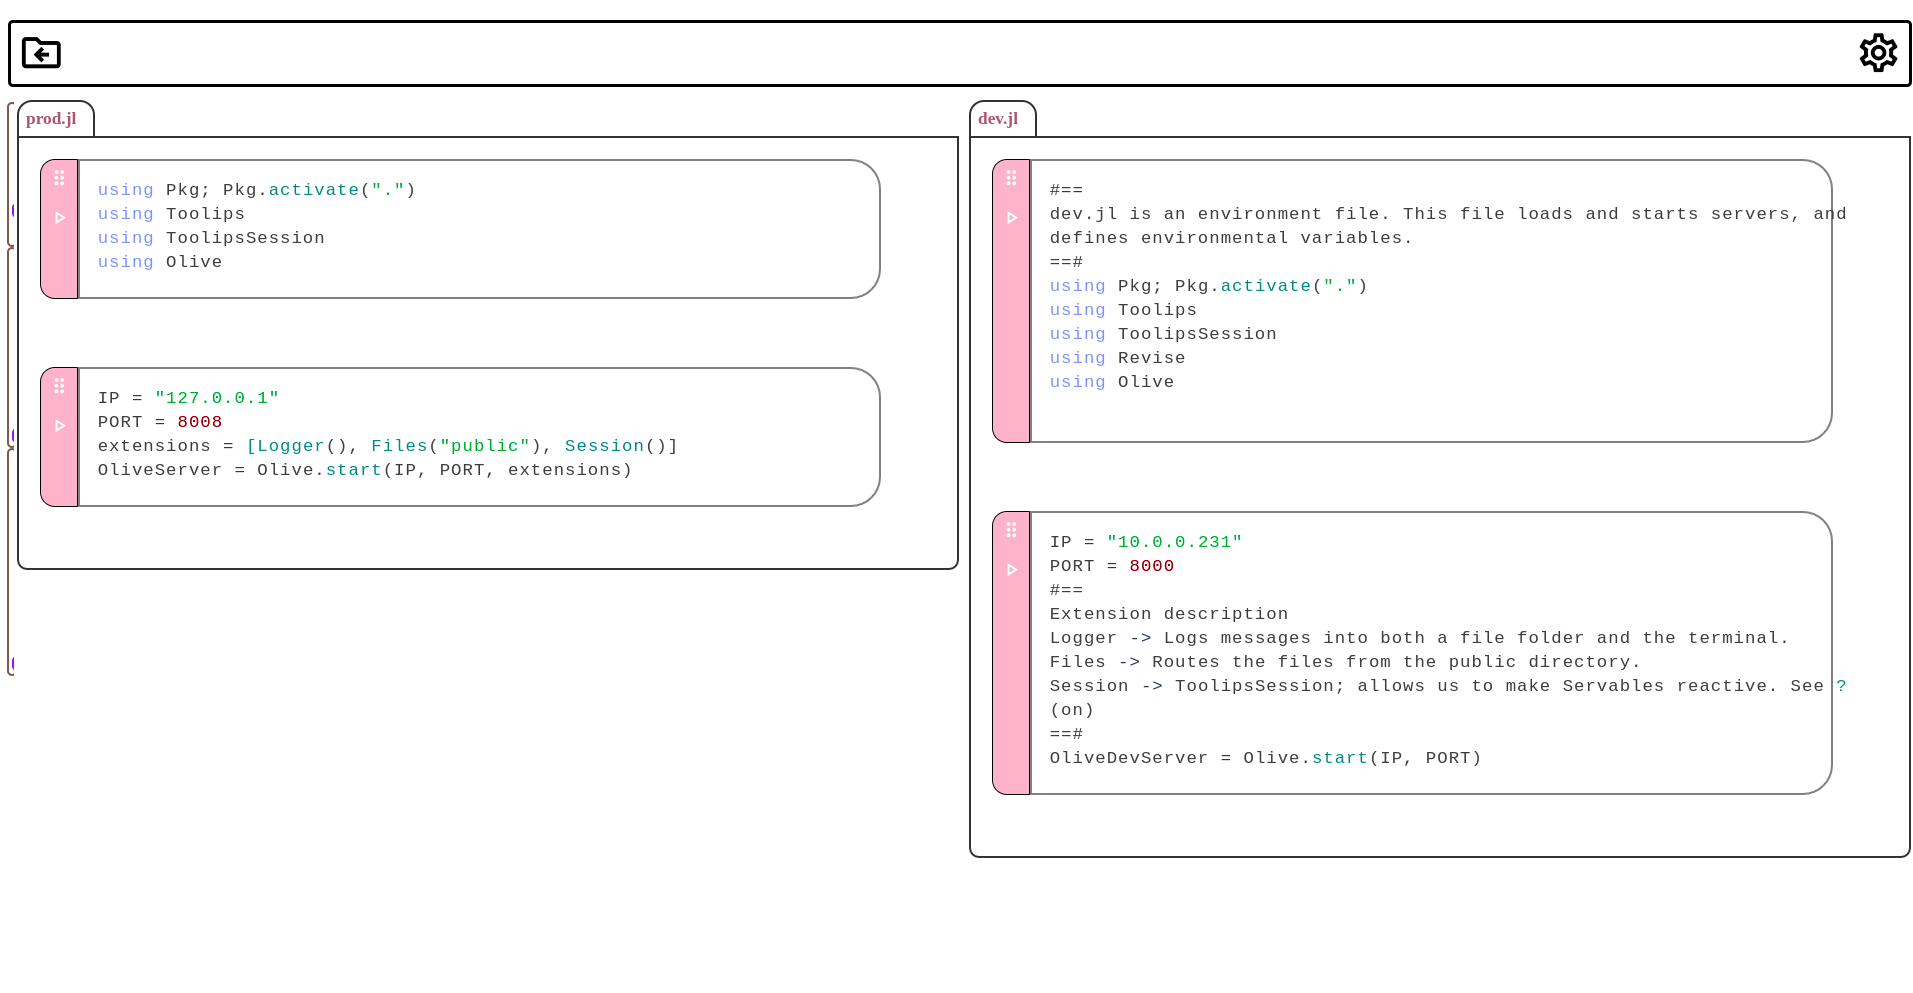 prod.jl
using Pkg; Pkg.activate(".")
using Toolips
using ToolipsSession
using Olive
IP = "127.0.0.1"
PORT = 8008
extensions = [Logger(), Files("public"), Session()]
OliveServer = Olive.start(IP, PORT, extensions)
dev.jl
#==
dev.jl is an environment file. This file loads and starts servers, and
defines environmental variables.
==#
using Pkg; Pkg.activate(".")
using Toolips
using ToolipsSession
using Revise
using Olive
IP = "10.0.0.231"
PORT = 8000
#==
Extension description
Logger -> Logs messages into both a file folder and the terminal.
Files -> Routes the files from the public directory.
Session -> ToolipsSession; allows us to make Servables reactive. See ?
(on)
==#
OliveDevServer = Olive.start(IP, PORT)